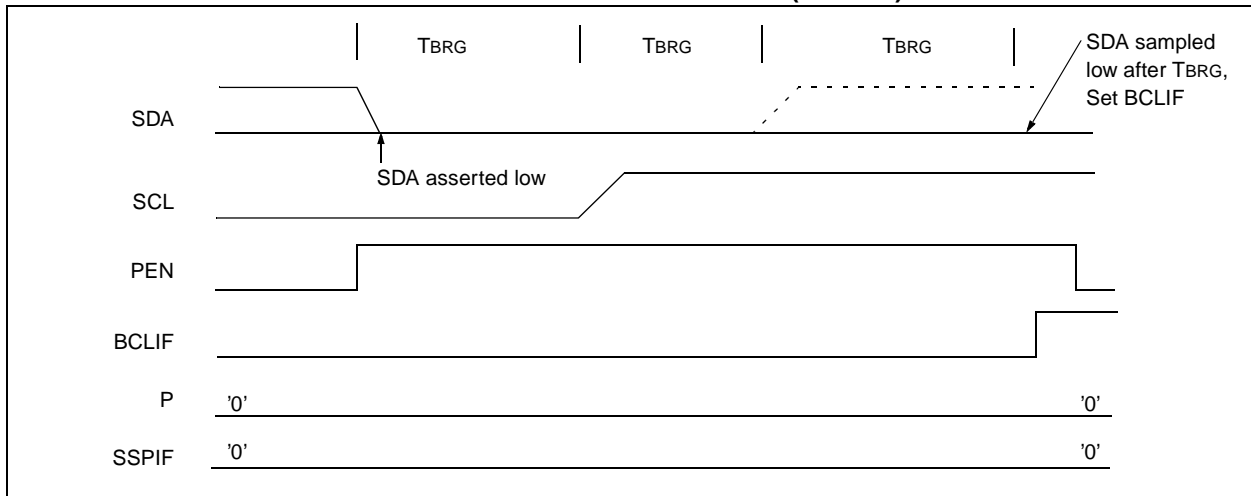 TBRG TBRG TBRG
SDA sampled
low after TBRG,
Set BCLIF
SDA
SDA asserted low
SCL
PEN
BCLIF
P '0' '0'
SSPIF '0' '0'